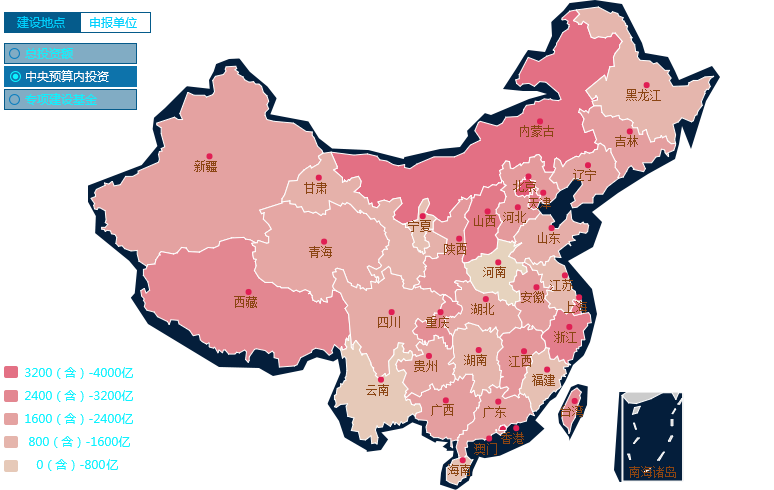 建设地点 申报单位
总投资额
中央预算内投资
专项建设基金
黑龙江
内蒙古
吉林
新疆
辽宁
甘肃
北京
天津
宁夏
山西
河北
山东
陕西
青海
河南
江苏
西藏
安徽
上海
四川
重庆
湖北
浙江
贵州
湖南
江西
福建
云南
广西
广东
台湾
香港
澳门
海南
南海诸岛
3200（含）-4000亿
2400（含）-3200亿
1600（含）-2400亿
800（含）-1600亿
0（含）-800亿